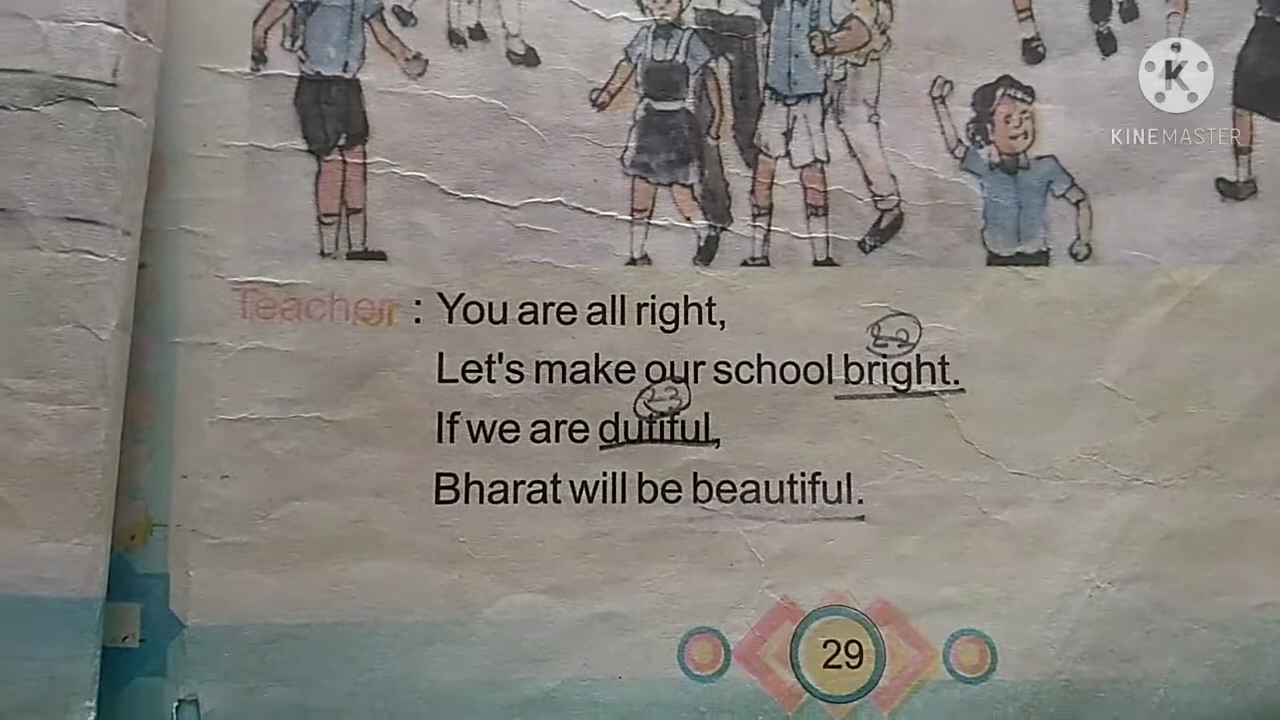 KINEMASTER
Teacher : You are all right,
Let's make our school bright.
If we are dutiful,
Bharat will be beautiful.
29